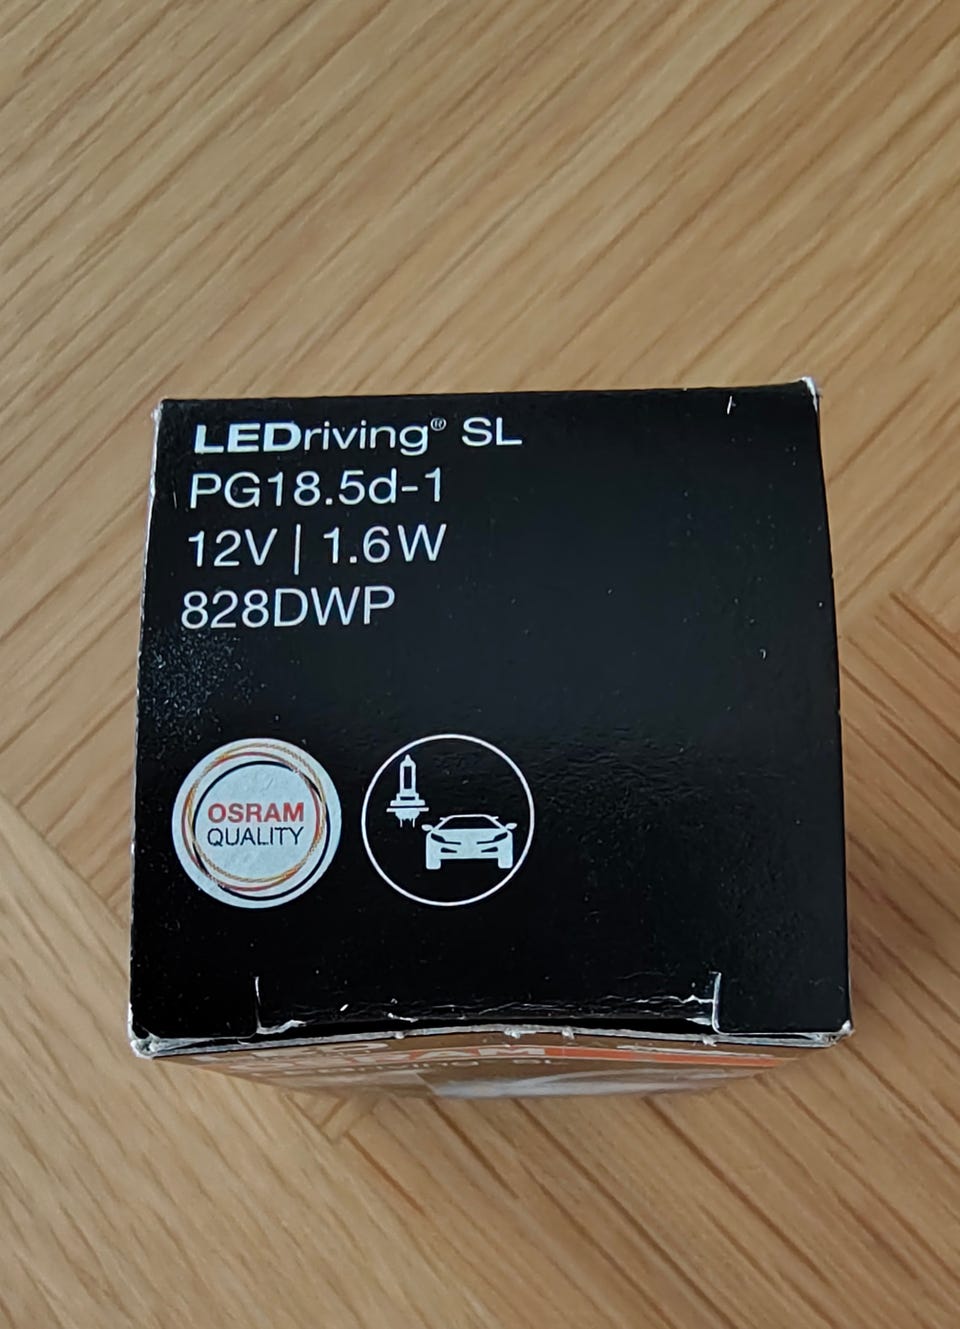 LEDriving® SL
PG18.5d-1
12V | 1.6W
828DWP
OSRAM
QUALITY